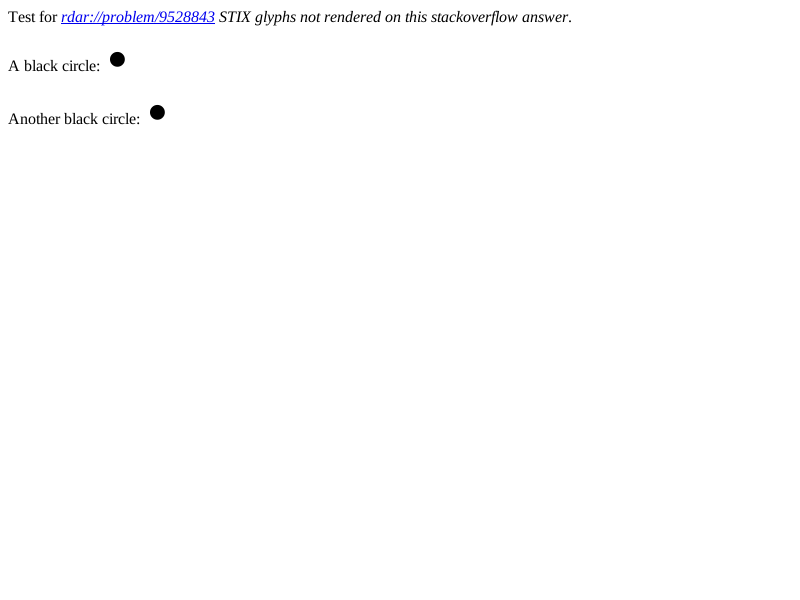 Test for rdar://problem/9528843 STIX glyphs not rendered on this stackoverflow answer.
A black circle: ●
Another black circle: ●